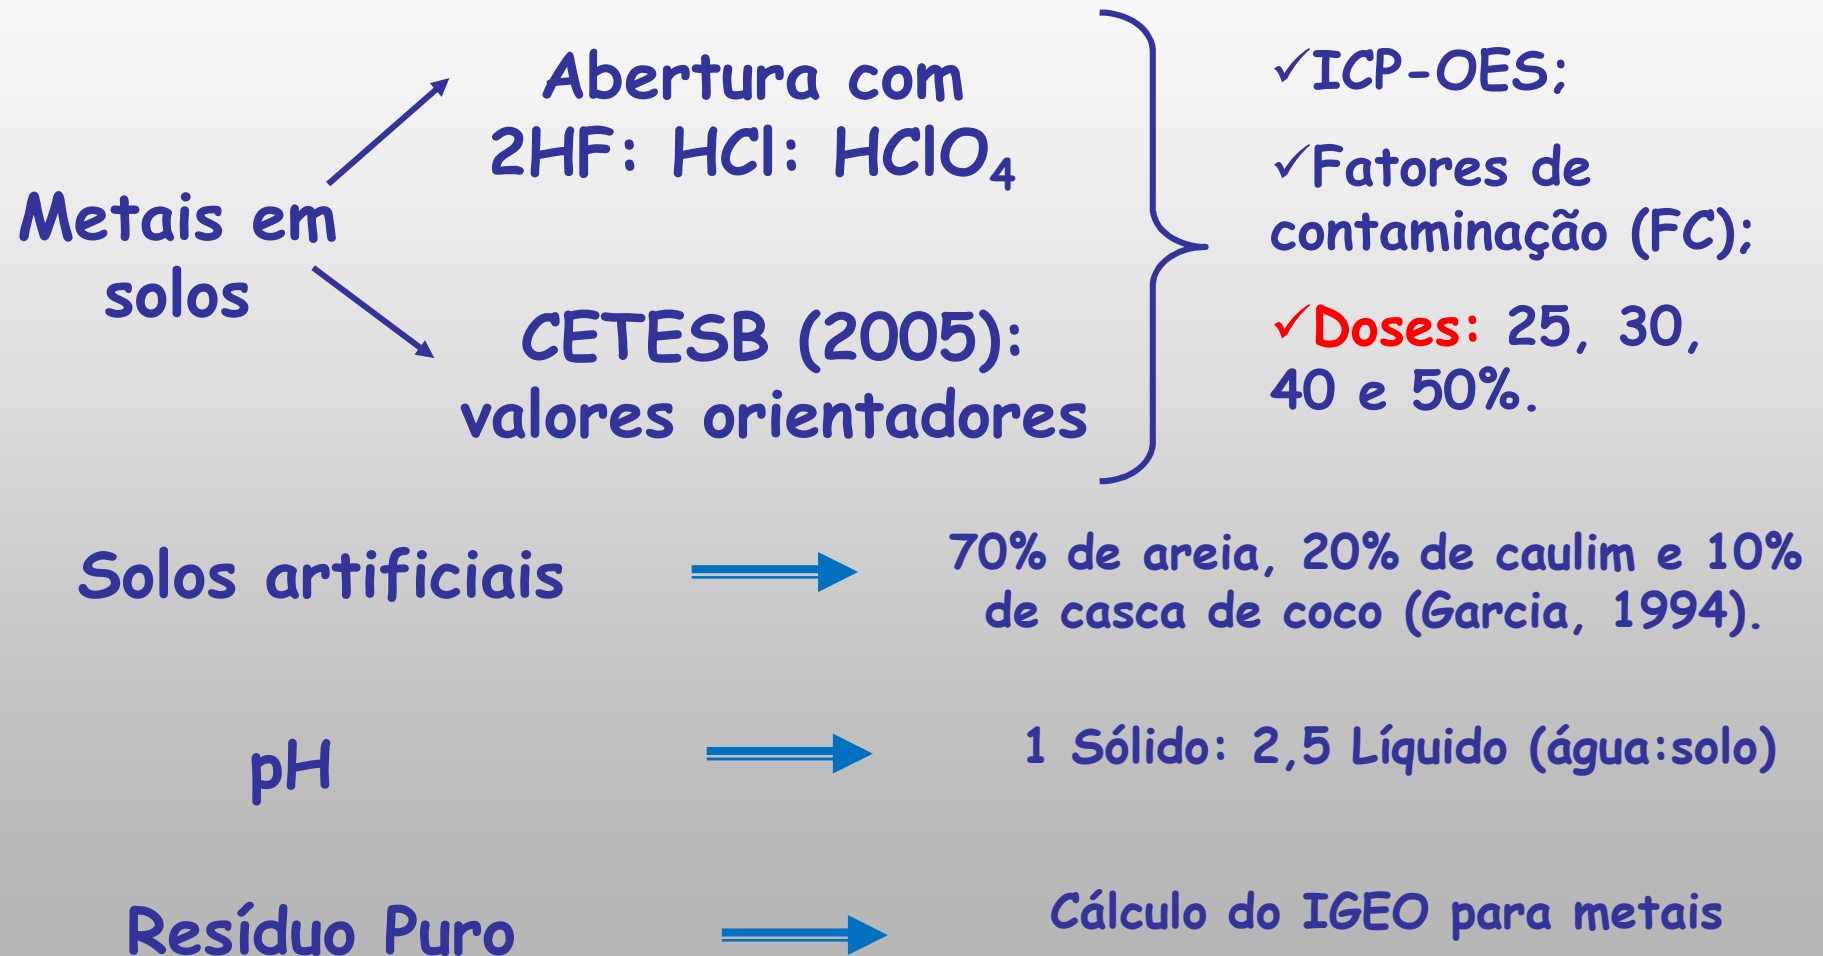 Metais em
solos
Abertura com
2HF: HCl: HClO₄
CETESB (2005):
valores orientadores
✓ICP-OES;
✓Fatores de
contaminação (FC);
✓Doses: 25, 30,
40 e 50%.
Solos artificiais
70% de areia, 20% de caulim e 10%
de casca de coco (Garcia, 1994).
pH
1 Sólido: 2,5 Líquido (água:solo)
Resíduo Puro
Cálculo do IGEO para metais